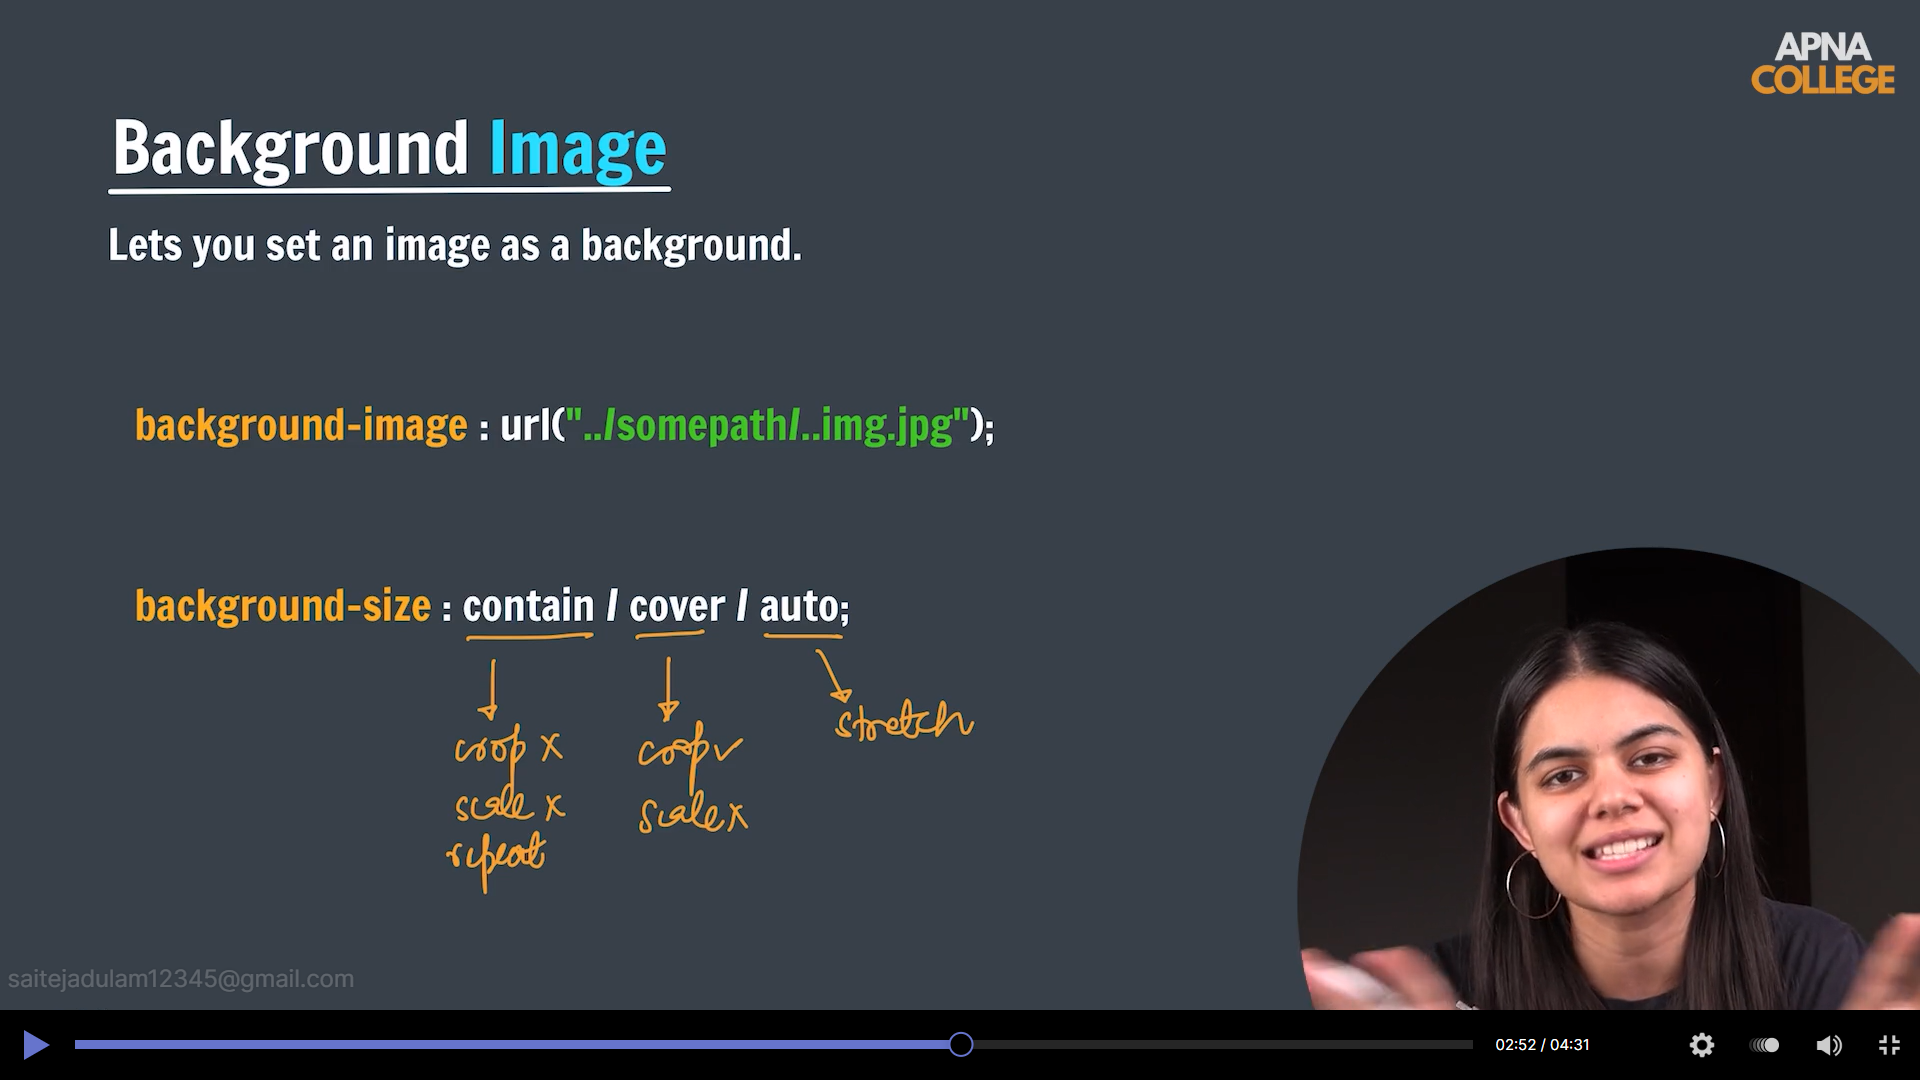 APNA
COLLEGE
Background Image
Lets you set an image as a background.
background-image : url("../somepath/..img.jpg");
background-size : contain / cover / auto;
crop x
scale x
repeat
crop ✓
scale x
stretch
saitejadulam12345@gmail.com
02:52 / 04:31